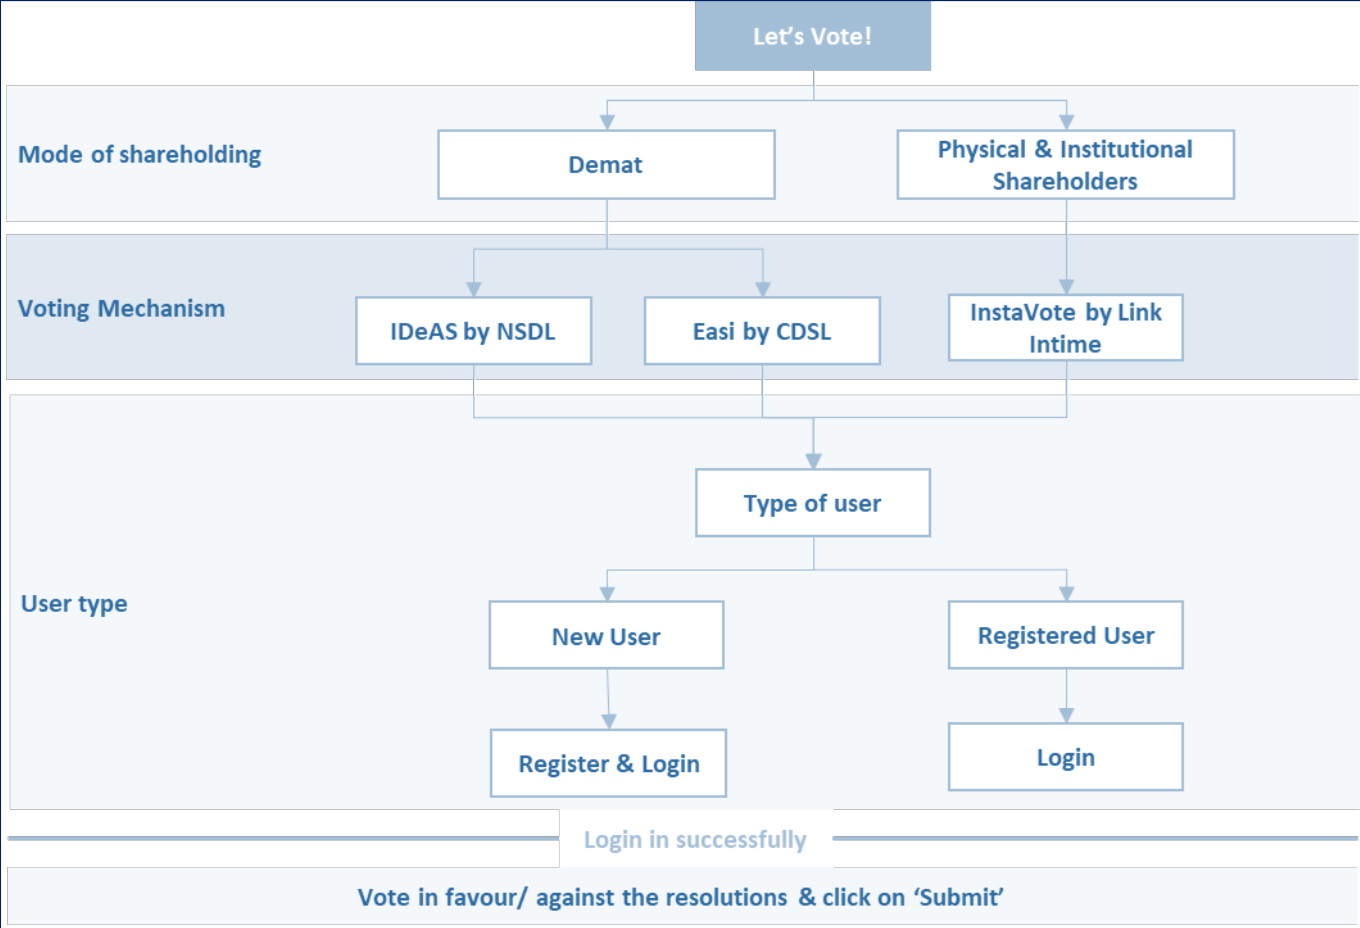 Let's Vote!
Mode of shareholding
Demat
Physical & Institutional
Shareholders
Voting Mechanism
IDeAS by NSDL
Easi by CDSL
InstaVote by Link
Intime
Type of user
User type
New User
Registered User
Register & Login
Login
Login in successfully
Vote in favour/ against the resolutions & click on ‘Submit’